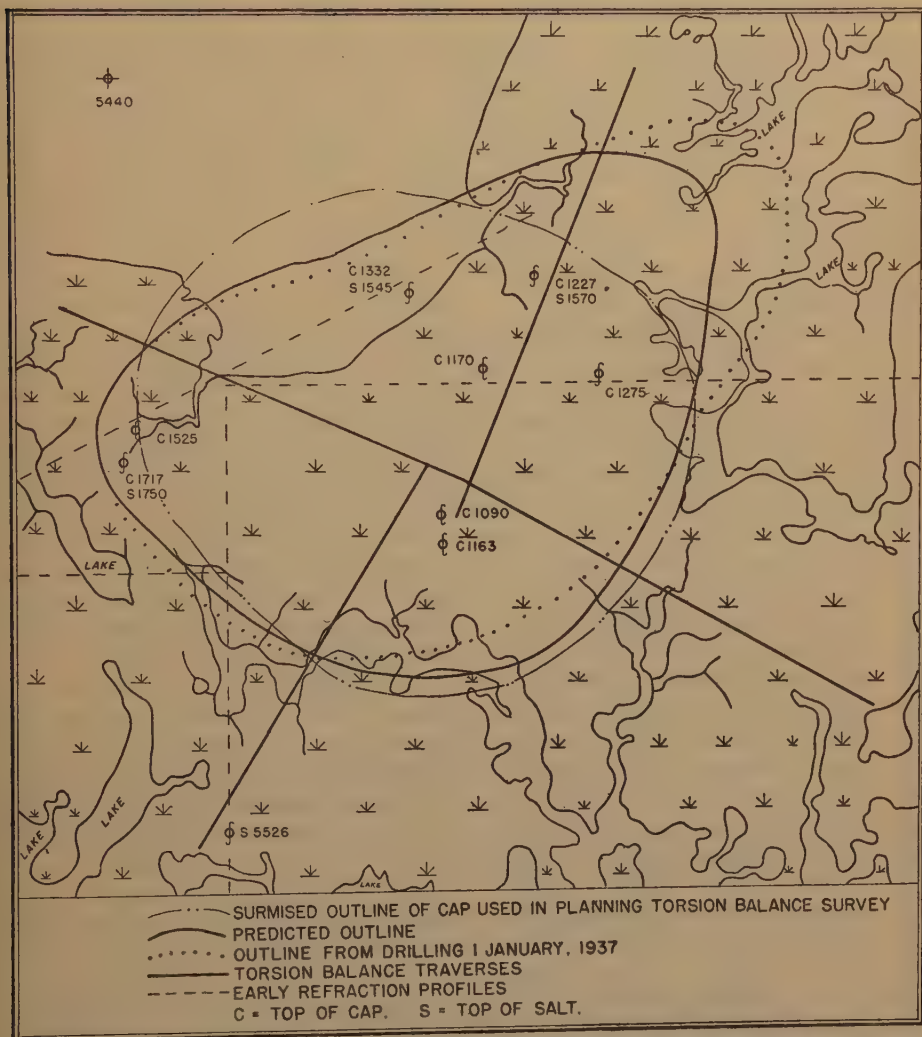 5440
LAKE
C 1332
S 1545
C 1227
S 1570
LAKE
C 1170
C 1275
C 1525
C 1717
S 1750
C 1090
C 1163
LAKE
LAKE
LAKE
S 5526
LAKE
SURMISED OUTLINE OF CAP USED IN PLANNING TORSION BALANCE SURVEY
PREDICTED OUTLINE
OUTLINE FROM DRILLING 1 JANUARY, 1937
TORSION BALANCE TRAVERSES
EARLY REFRACTION PROFILES
C = TOP OF CAP. S = TOP OF SALT.